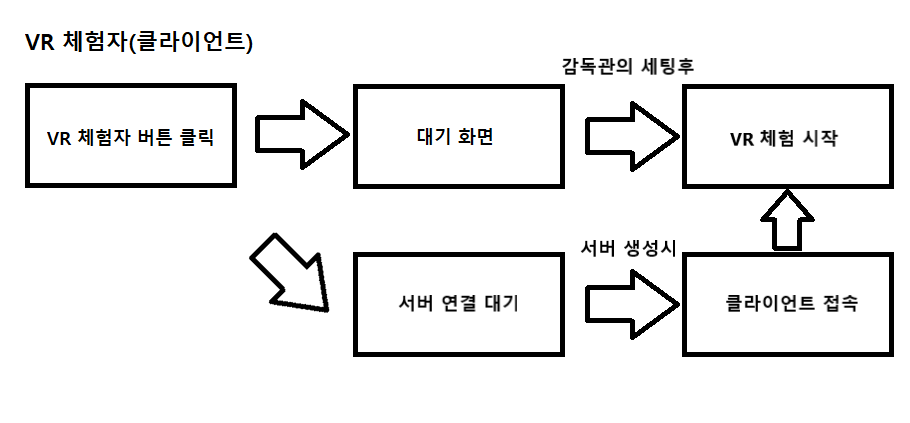 VR 체험자(클라이언트)
감독관의 세팅후
VR 체험자 버튼 클릭
대기 화면
VR 체험 시작
서버 생성시
서버 연결 대기
클라이언트 접속